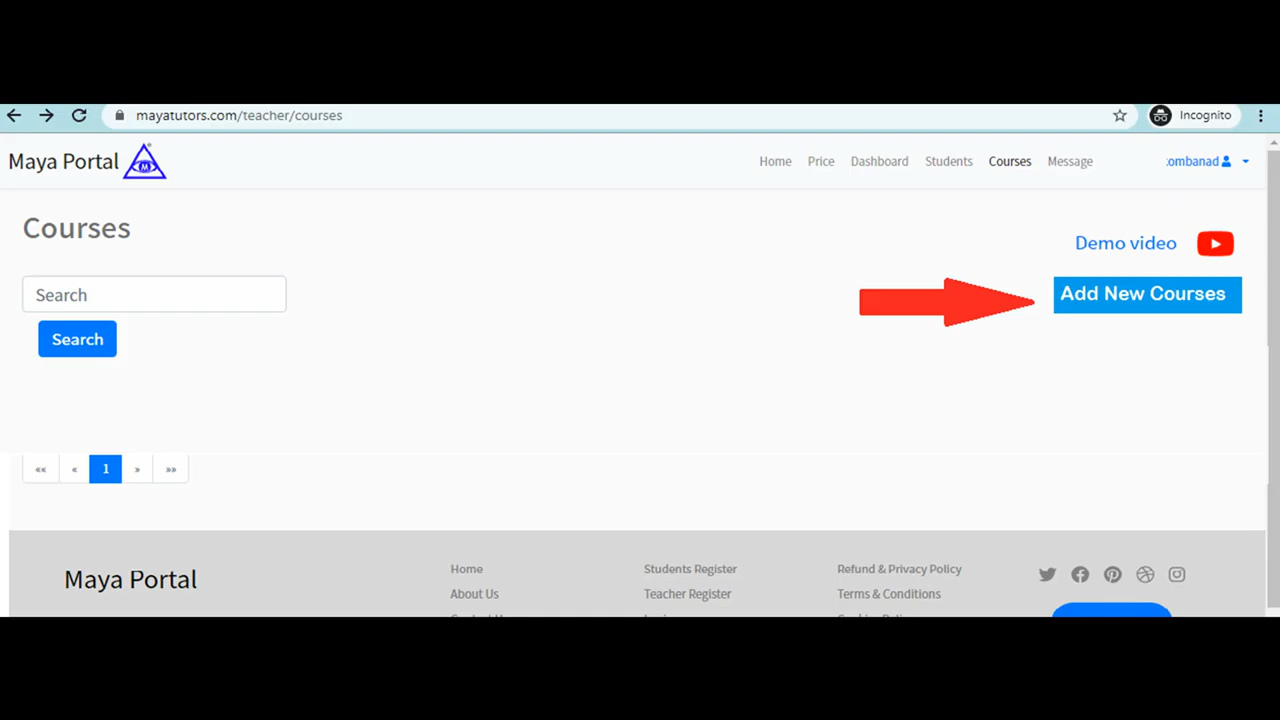 mayatutors.com/teacher/courses
Incognito
Maya Portal
M
Home Price Dashboard Students Courses Message
:ombanad
Courses
Demo video
Search
Add New Courses
Search
«« « 1 » »»
Maya Portal
Home Students Register Refund & Privacy Policy
About Us Teacher Register Terms & Conditions